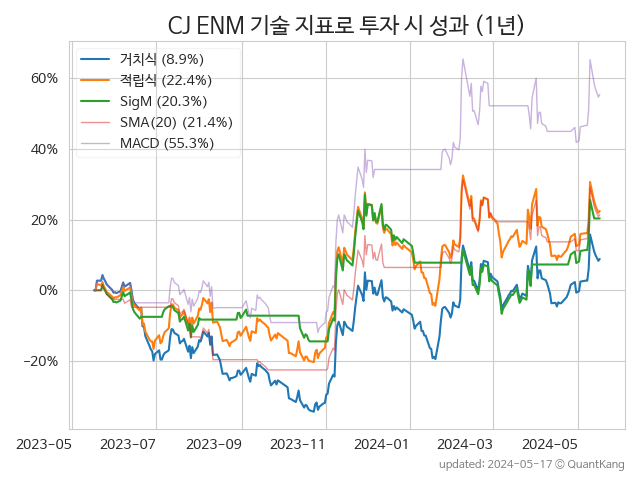 CJ ENM 기술 지표로 투자 시 성과 (1년)
거치식 (8.9%)
적립식 (22.4%)
SigM (20.3%)
SMA(20) (21.4%)
MACD (55.3%)
60%
40%
20%
0%
−20%
2023-05 2023-07 2023-09 2023-11 2024-01 2024-03 2024-05
updated: 2024-05-17 © QuantKang